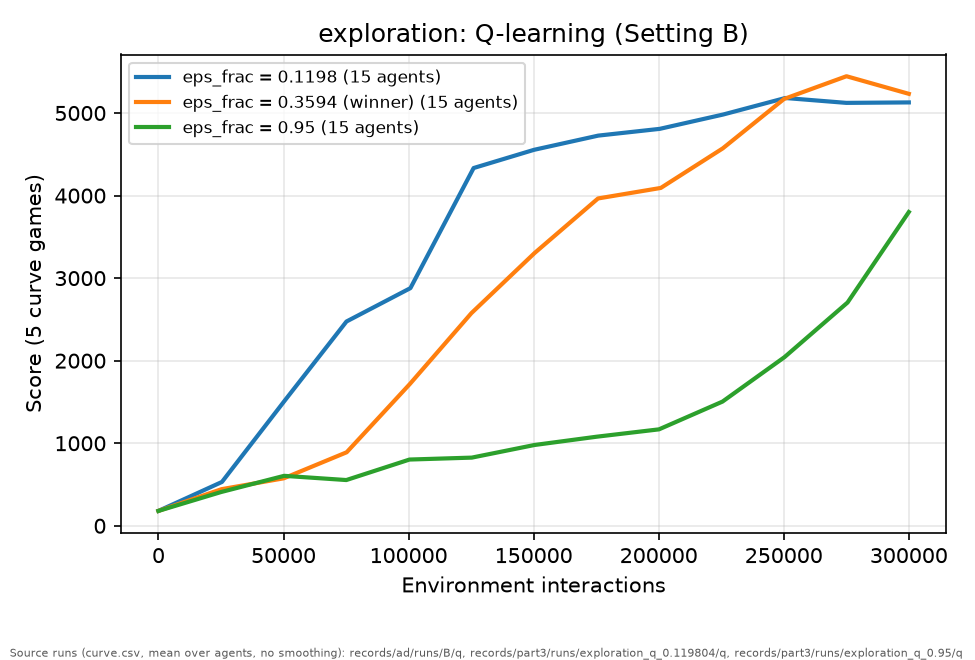 exploration: Q-learning (Setting B)
eps_frac = 0.1198 (15 agents)
eps_frac = 0.3594 (winner) (15 agents)
eps_frac = 0.95 (15 agents)
Score (5 curve games)
5000
4000
3000
2000
1000
0
0 50000 100000 150000 200000 250000 300000
Environment interactions
Source runs (curve.csv, mean over agents, no smoothing): records/ad/runs/B/q, records/part3/runs/exploration_q_0.119804/q, records/part3/runs/exploration_q_0.95/q